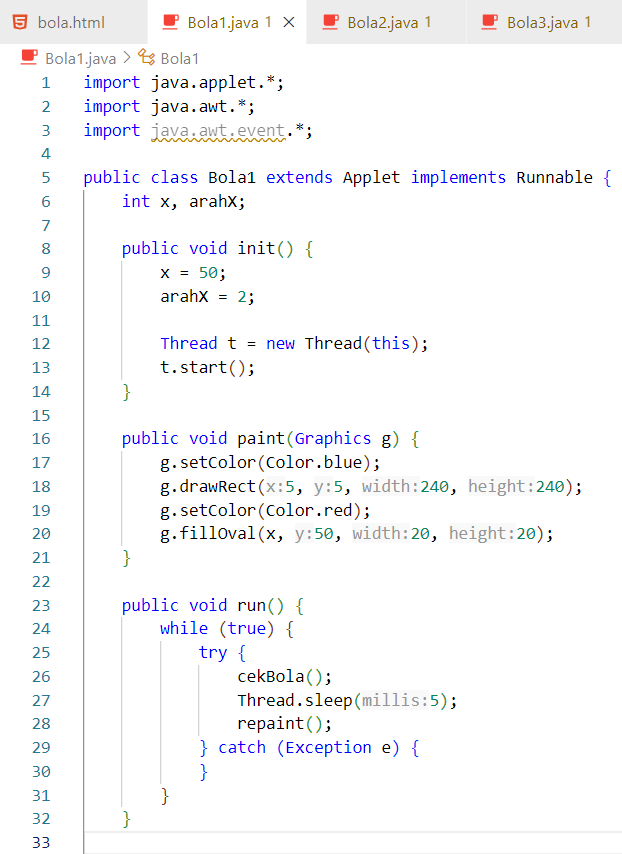 bola.html Bola1.java 1 Bola2.java 1 Bola3.java 1
Bola1.java > Bola1
1 import java.applet.*;
2 import java.awt.*;
3 import java.awt.event.*;
4
5 public class Bola1 extends Applet implements Runnable {
6     int x, arahX;
7
8     public void init() {
9         x = 50;
10         arahX = 2;
11
12         Thread t = new Thread(this);
13         t.start();
14     }
15
16     public void paint(Graphics g) {
17         g.setColor(Color.blue);
18         g.drawRect(x:5, y:5, width:240, height:240);
19         g.setColor(Color.red);
20         g.fillOval(x, y:50, width:20, height:20);
21     }
22
23     public void run() {
24         while (true) {
25             try {
26                 cekBola();
27                 Thread.sleep(millis:5);
28                 repaint();
29             } catch (Exception e) {
30             }
31         }
32     }
33